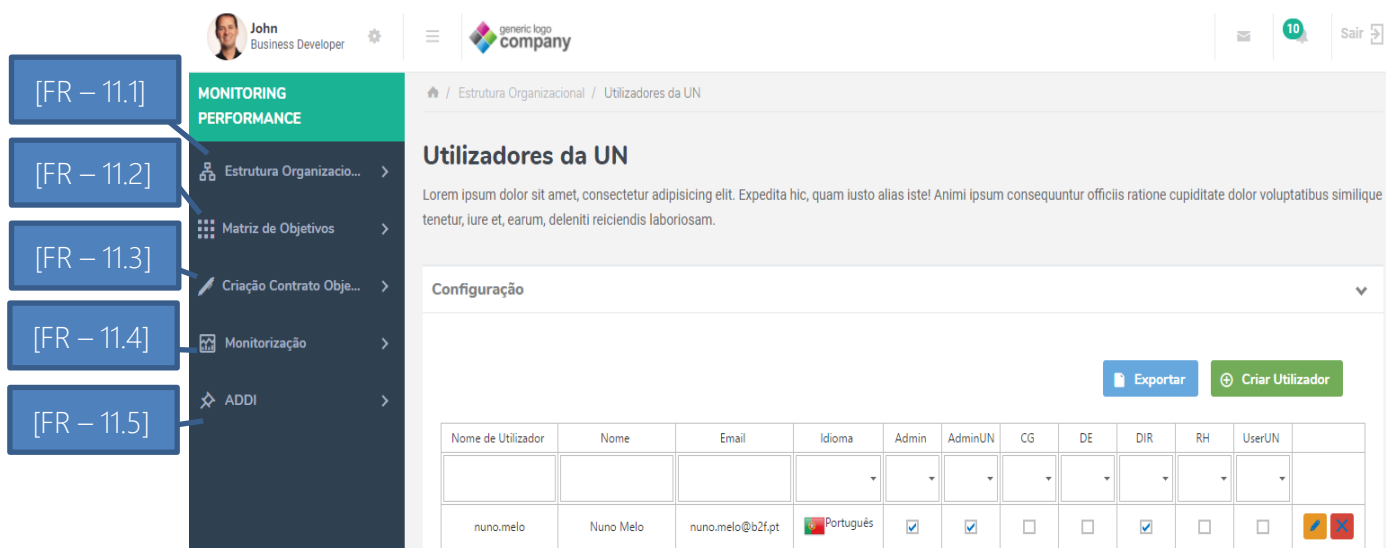 John
Business Developer
generic logo
company
10
Sair
[FR – 11.1]
[FR – 11.2]
[FR – 11.3]
[FR – 11.4]
[FR – 11.5]
MONITORING
PERFORMANCE
Estrutura Organizacio...
Matriz de Objetivos
Criação Contrato Obje...
Monitorização
ADDI
/ Estrutura Organizacional / Utilizadores da UN
Utilizadores da UN
Lorem ipsum dolor sit amet, consectetur adipisicing elit. Expedita hic, quam iusto alias iste! Animi ipsum consequuntur officiis ratione cupiditate dolor voluptatibus similique
tenetur, iure et, earum, deleniti reiciendis laboriosam.
Configuração
Exportar
Criar Utilizador
Nome de Utilizador Nome Email Idioma Admin AdminUN CG DE DIR RH UserUN
nuno.melo Nuno Melo nuno.melo@b2f.pt Português